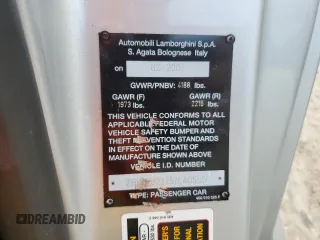 Automobili Lamborghini S.p.A.
S. Agata Bolognese Italy
on
GVWR/PNBV: 4188 lbs.
GAWR (F) GAWR (R)
1973 lbs. 2216 lbs.
THIS VEHICLE CONFORMS TO ALL
APPLICABLE FEDERAL MOTOR
VEHICLE SAFETY BUMPER AND
THEFT PREVENTION STANDARDS
IN EFFECT ON THE DATE OF
MANUFACTURE SHOWN ABOVE
VEHICLE I.D. NUMBER
TYPE: PASSENGER CAR
DREAMBID.COM